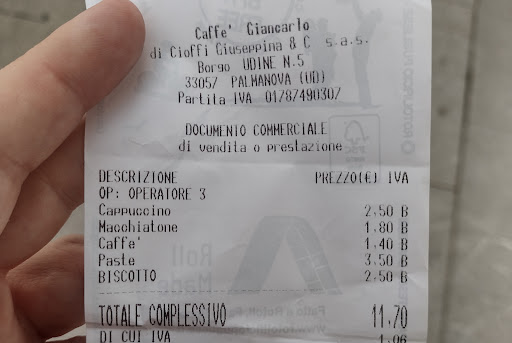 Caffe' Giancarlo
di Cioffi Giuseppina & C s.a.s.
Borgo UDINE N.5
33057 PALMANOVA (UD)
Partita IVA 01787490307
DOCUMENTO COMMERCIALE
di vendita o prestazione
DESCRIZIONE PREZZO(€) IVA
OP: OPERATORE 3
Cappuccino 2.50 B
Macchiatone 1.80 B
Caffe' 1.40 B
Paste 3.50 B
BISCOTTO 2.50 B
TOTALE COMPLESSIVO 11.70
DI CUI IVA 1.06